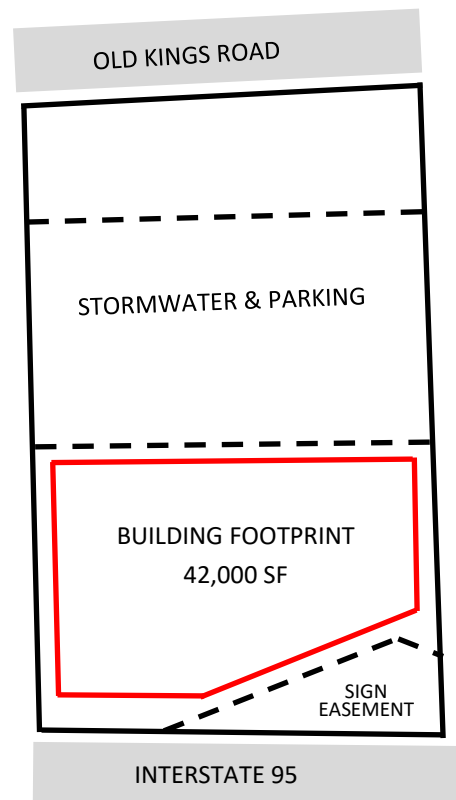 OLD KINGS ROAD
STORMWATER & PARKING
BUILDING FOOTPRINT
42,000 SF
SIGN
EASEMENT
INTERSTATE 95